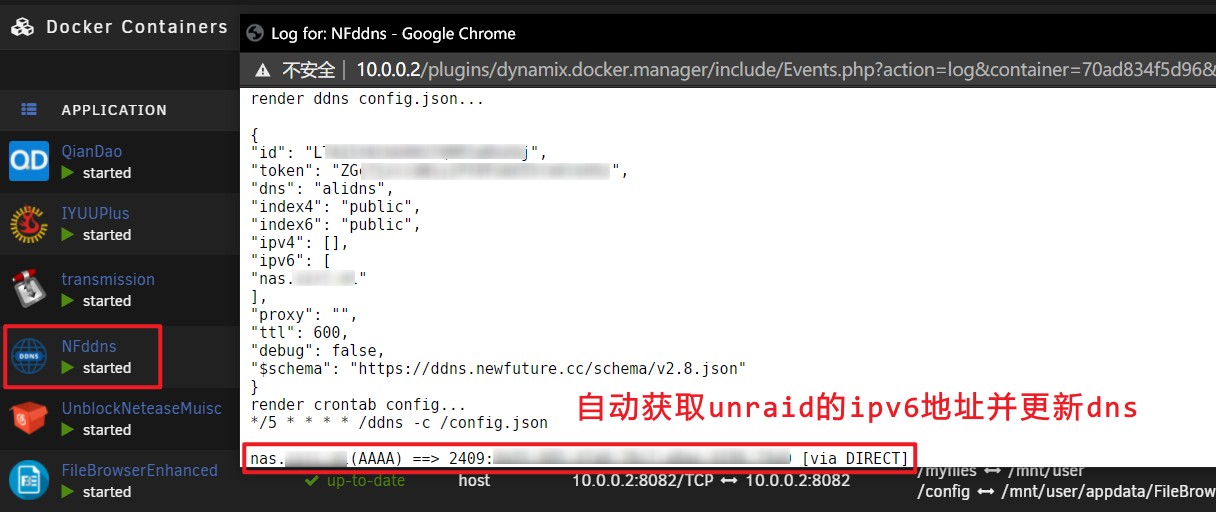 Docker Containers
Log for: NFddns - Google Chrome
不安全 | 10.0.0.2/plugins/dynamix.docker.manager/include/Events.php?action=log&container=70ad834f5d96&
APPLICATION
QianDao
started
IYUUPlus
started
transmission
started
NFddns
started
UnblockNeteaseMuisc
started
FileBrowserEnhanced
started
render ddns config.json...
{
"id": "L j",
"token": "ZG ",
"dns": "alidns",
"index4": "public",
"index6": "public",
"ipv4": [],
"ipv6": [
"nas. "
],
"proxy": "",
"ttl": 600,
"debug": false,
"$schema": "https://ddns.newfuture.cc/schema/v2.8.json"
}
render crontab config...
*/5 * * * * /ddns -c /config.json
自动获取unraid的ipv6地址并更新dns
nas. (AAAA) ==> 2409: [via DIRECT]
up-to-date
host
10.0.0.2:8082/TCP ↔ 10.0.0.2:8082
/myfiles ↔ /mnt/user
/config ↔ /mnt/user/appdata/FileBrows
QD
DDNS